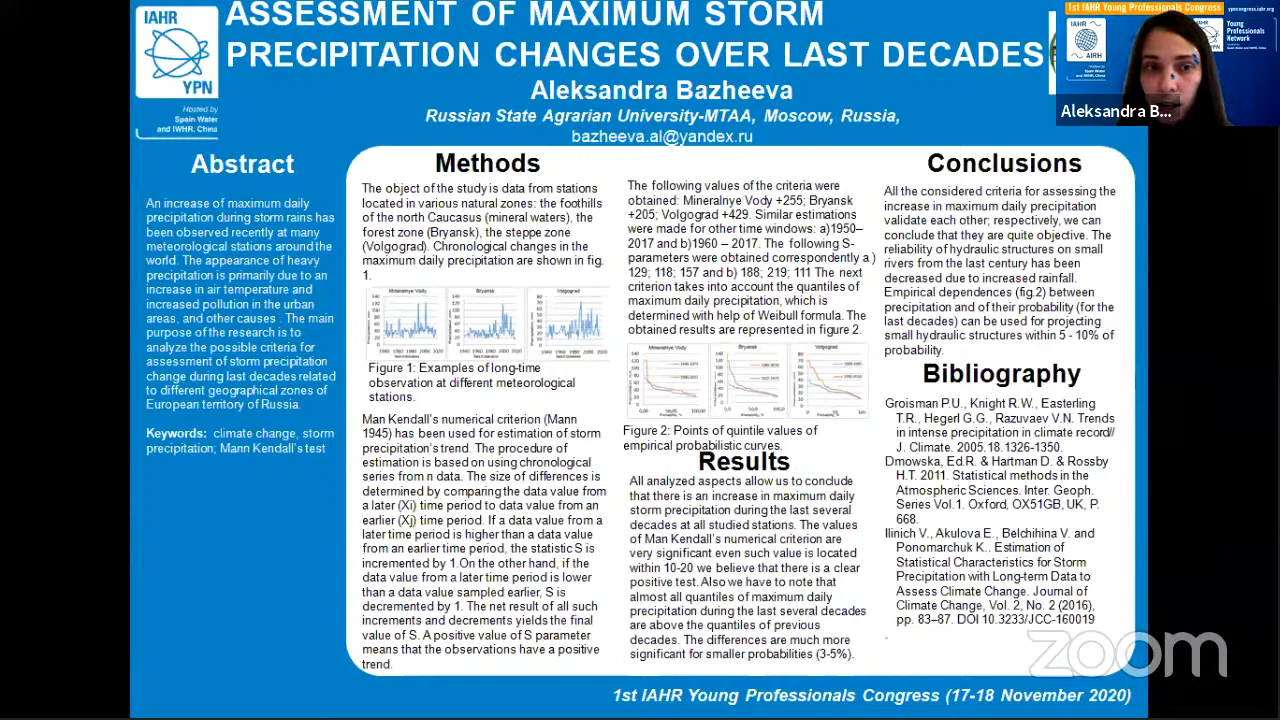 IAHR
YPN
Hosted by
Spain Water
and IWHR, China
ASSESSMENT OF MAXIMUM STORM
PRECIPITATION CHANGES OVER LAST DECADES
Aleksandra Bazheeva
Russian State Agrarian University-MTAA, Moscow, Russia,
bazheeva.al@yandex.ru
1st IAHR Young Professionals Congress
ypncongress.iahr.org
IAHR
AIRH
Young
Professionals
Network
Aleksandra B...
Abstract
An increase of maximum daily
precipitation during storm rains has
been observed recently at many
meteorological stations around the
world. The appearance of heavy
precipitation is primarily due to an
increase in air temperature and
increased pollution in the urban
areas, and other causes . The main
purpose of the research is to
analyze the possible criteria for
assessment of storm precipitation
change during last decades related
to different geographical zones of
European territory of Russia.
Keywords: climate change, storm
precipitation; Mann Kendall's test
Methods
The object of the study is data from stations
located in various natural zones: the foothills
of the north Caucasus (mineral waters), the
forest zone (Bryansk), the steppe zone
(Volgograd). Chronological changes in the
maximum daily precipitation are shown in fig.
1.
Mineralnye Vody
Bryansk
Volgograd
Figure 1: Examples of long-time
observation at different meteorological
stations.
Man Kendall's numerical criterion (Mann
1945) has been used for estimation of storm
precipitation's trend. The procedure of
estimation is based on using chronological
series from n data. The size of differences is
determined by comparing the data value from
a later (Xi) time period to data value from an
earlier (Xj) time period. If a data value from a
later time period is higher than a data value
from an earlier time period, the statistic S is
incremented by 1.On the other hand, if the
data value from a later time period is lower
than a data value sampled earlier, S is
decremented by 1. The net result of all such
increments and decrements yields the final
value of S. A positive value of S parameter
means that the observations have a positive
trend.
The following values of the criteria were
obtained: Mineralnye Vody +255; Bryansk
+205; Volgograd +429. Similar estimations
were made for other time windows: a)1950–
2017 and b)1960 – 2017. The following S-
parameters were obtained correspondently a )
129; 118; 157 and b) 188; 219; 111 The next
criterion takes into account the quantiles of
maximum daily precipitation, which is
determined with help of Weibull formula. The
obtained results are represented in figure 2.
Mineralnye Vody
Bryansk
Volgograd
Figure 2: Points of quintile values of
empirical probabilistic curves.
Results
All analyzed aspects allow us to conclude
that there is an increase in maximum daily
storm precipitation during the last several
decades at all studied stations. The values
of Man Kendall's numerical criterion are
very significant even such value is located
within 10-20 we believe that there is a clear
positive test. Also we have to note that
almost all quantiles of maximum daily
precipitation during the last several decades
are above the quantiles of previous
decades. The differences are much more
significant for smaller probabilities (3-5%).
Conclusions
All the considered criteria for assessing the
increase in maximum daily precipitation
validate each other; respectively, we can
conclude that they are quite objective. The
reliability of hydraulic structures on small
rivers from the last century has been
decreased due to increased rainfall.
Empirical dependences (fig.2) between
precipitation and of their probability (for the
last decades) can be used for projecting
small hydraulic structures within 5 - 10% of
probability.
Bibliography
Groisman P.U., Knight R.W., Easterling
T.R., Hegerl G.G., Razuvaev V.N. Trends
in intense precipitation in climate record//
J. Climate. 2005.18.1326-1350.
Dmowska, Ed.R. & Hartman D. & Rossby
H.T. 2011. Statistical methods in the
Atmospheric Sciences. Inter. Geoph.
Series Vol.1. Oxford, OX51GB, UK, P.
668.
Ilinich V., Akulova E., Belchihina V. and
Ponomarchuk K.. Estimation of
Statistical Characteristics for Storm
Precipitation with Long-term Data to
Assess Climate Change. Journal of
Climate Change, Vol. 2, No. 2 (2016),
pp. 83–87. DOI 10.3233/JCC-160019
.
zoom
1st IAHR Young Professionals Congress (17-18 November 2020)